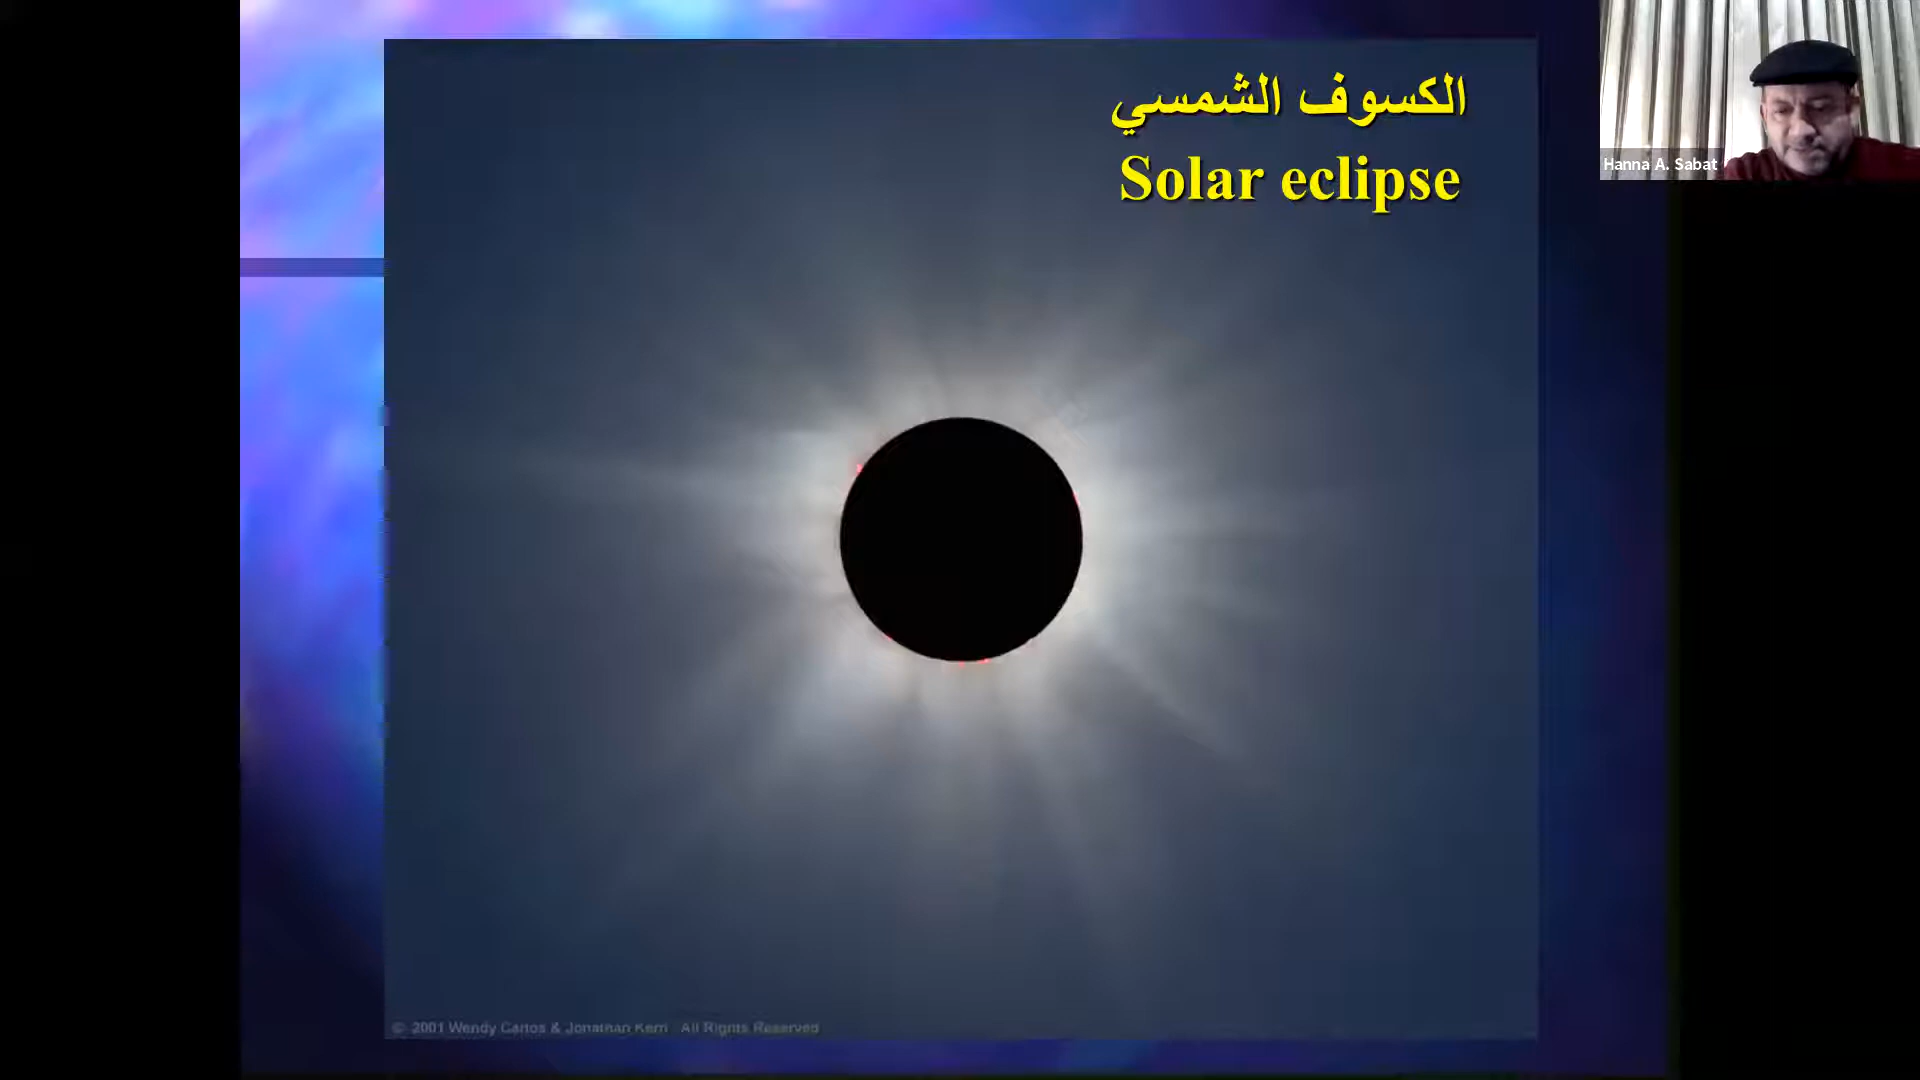 الكسوف الشمسي
Solar eclipse
Hanna A. Sabat
© 2001 Wendy Carlos & Jonathan Kern All Rights Reserved